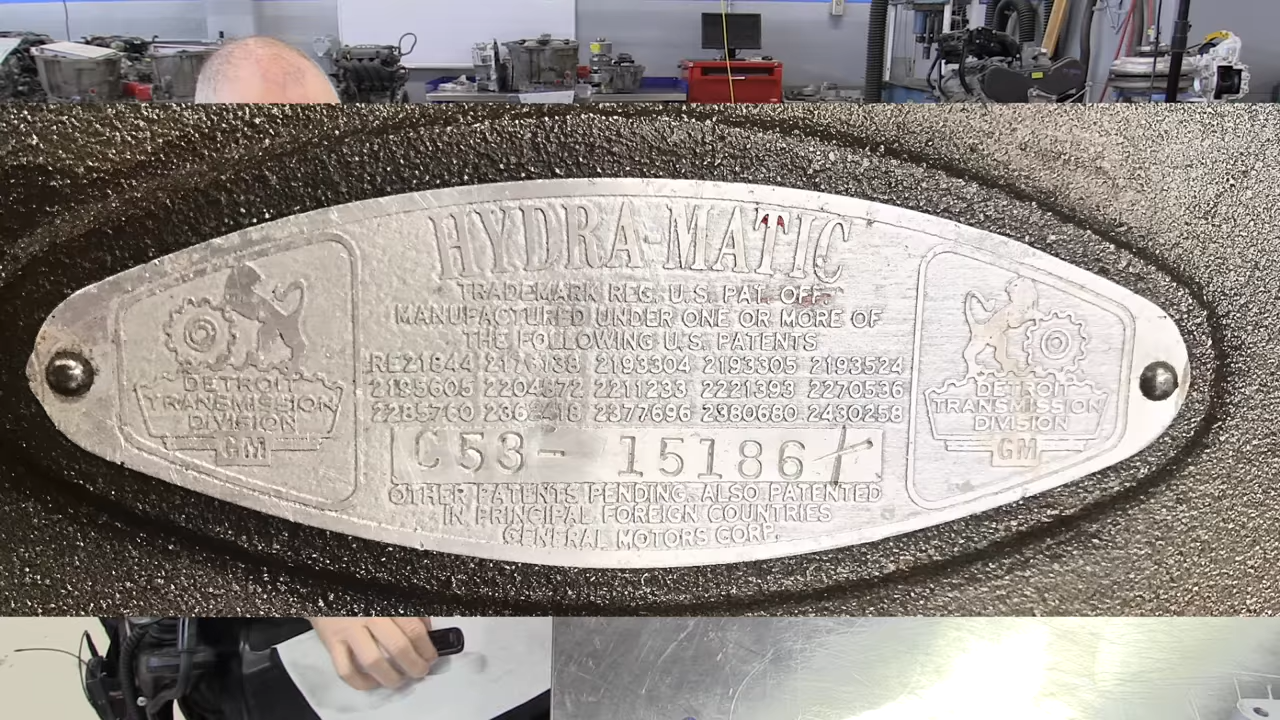 HYDRA-MATIC
TRADEMARK REG. U.S. PAT. OFF.
MANUFACTURED UNDER ONE OR MORE OF
THE FOLLOWING U.S. PATENTS
RE21844 2193304 2193305 2193524
2195605 2204872 2211233 2221393 2270536
2285760 2377696 2380680 2430258
C53- 15186
OTHER PATENTS PENDING. ALSO PATENTED
IN PRINCIPAL FOREIGN COUNTRIES
GENERAL MOTORS CORP.
DETROIT
TRANSMISSION
DIVISION
GM
DETROIT
TRANSMISSION
DIVISION
GM